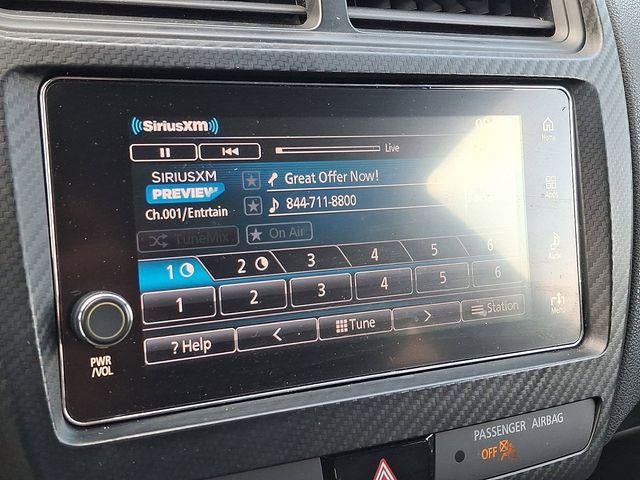 SiriusXM
Live
SIRIUSXM
PREVIEW
Ch.001/Entrtain
Great Offer Now!
844-711-8800
TuneMix
On Air
1 2 3 4 5 6
1 2 3 4 5 6
? Help < Tune > Station
Home
Apps
Audio
Menu
PWR
/VOL
PASSENGER AIRBAG
OFF